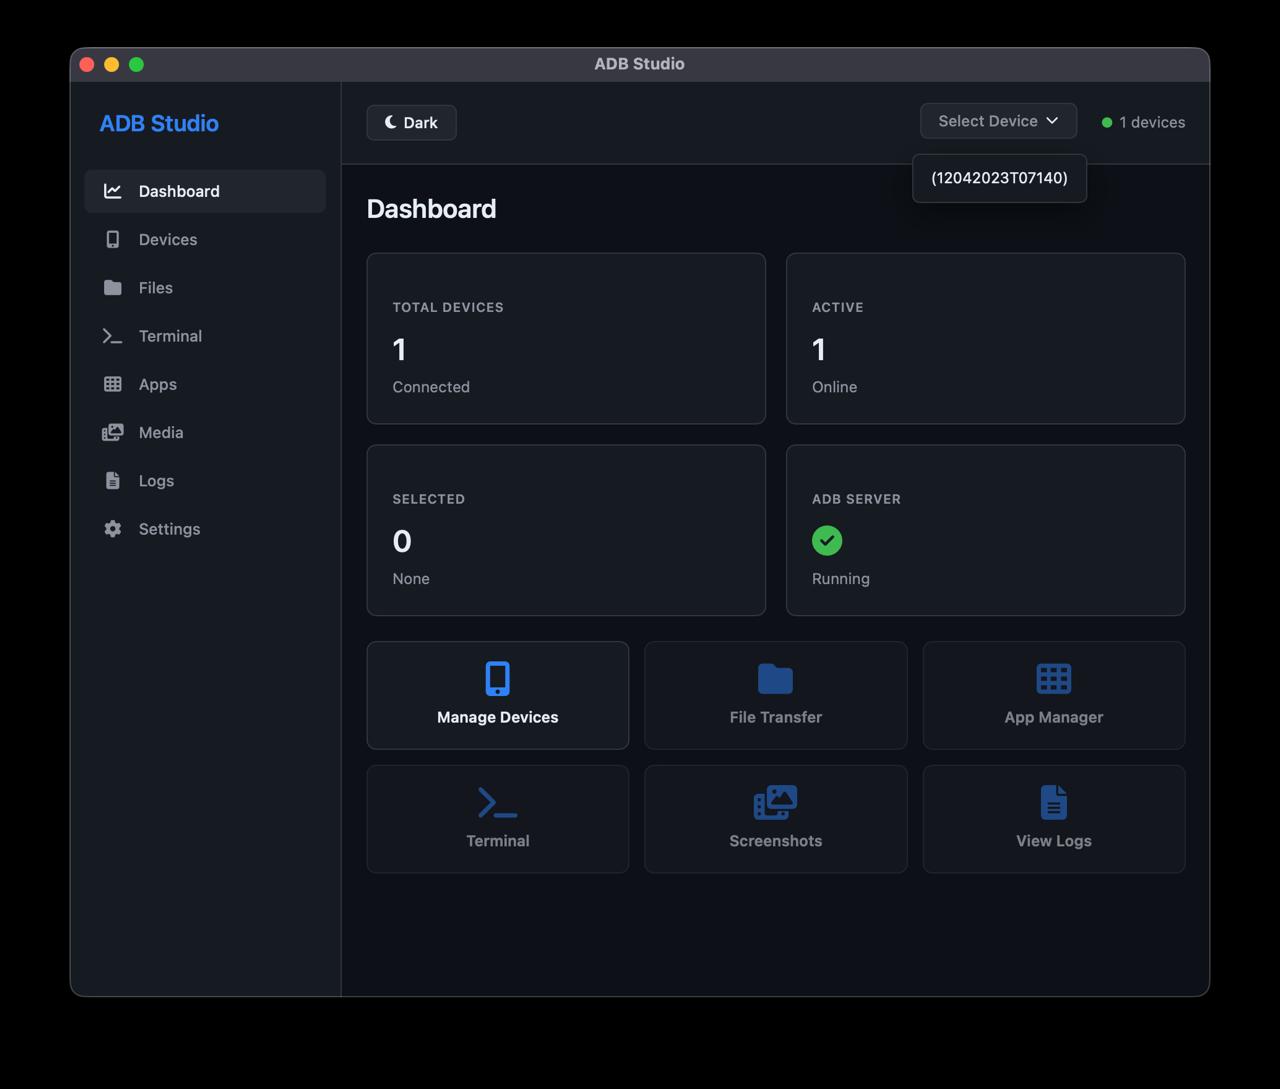 ADB Studio
ADB Studio
Dark
Select Device
1 devices
(12042023T07140)
Dashboard
Devices
Files
Terminal
Apps
Media
Logs
Settings
Dashboard
TOTAL DEVICES
1
Connected
ACTIVE
1
Online
SELECTED
0
None
ADB SERVER
Running
Manage Devices
File Transfer
App Manager
Terminal
Screenshots
View Logs